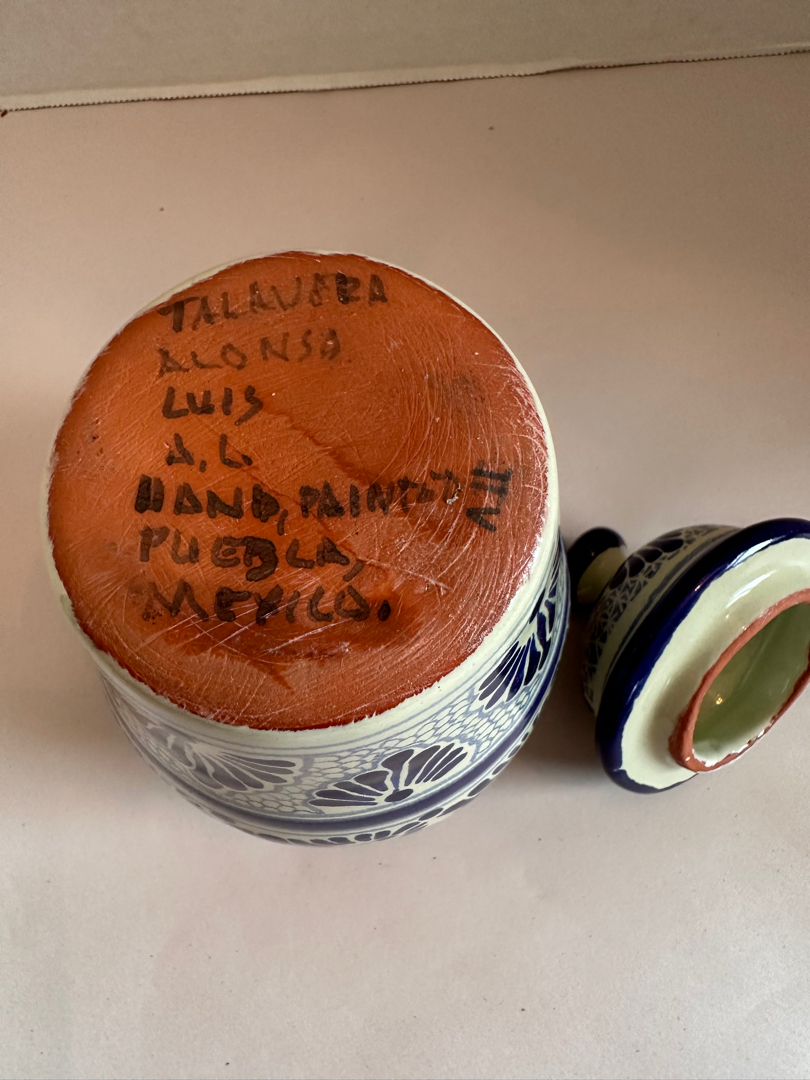 TALAVERA
ALONSO
LUIS
A.L
HAND, PAINTED
PUEBLA,
MEXICO.